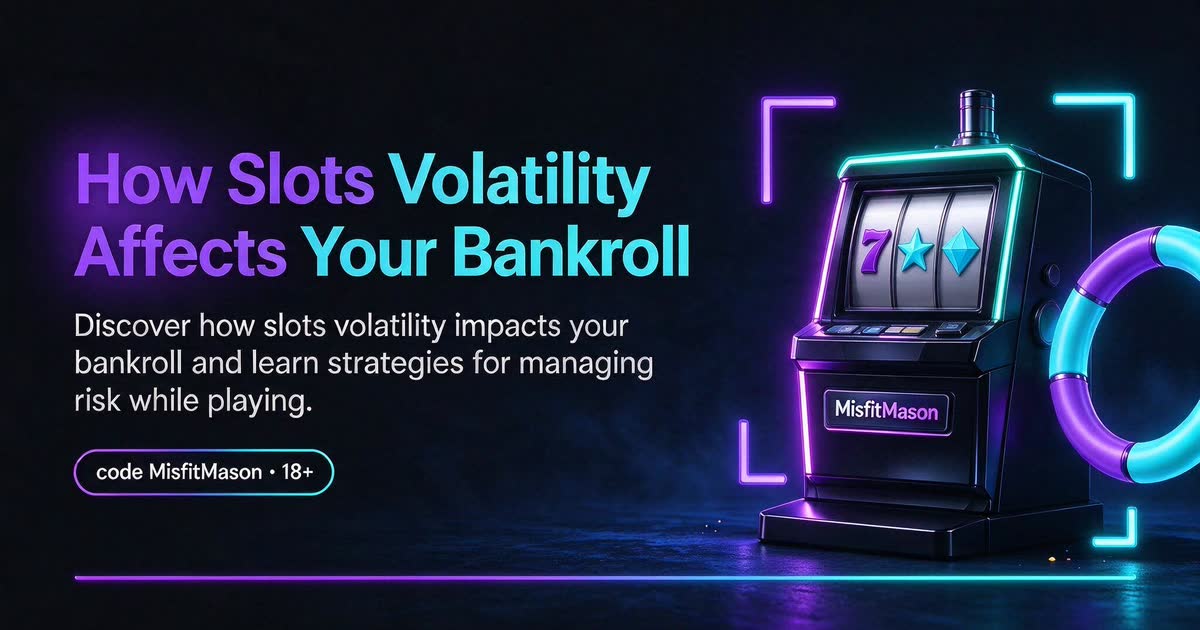 How Slots Volatility
Affects Your Bankroll
Discover how slots volatility impacts your
bankroll and learn strategies for managing
risk while playing.
code MisfitMason • 18+
7
MisfitMason